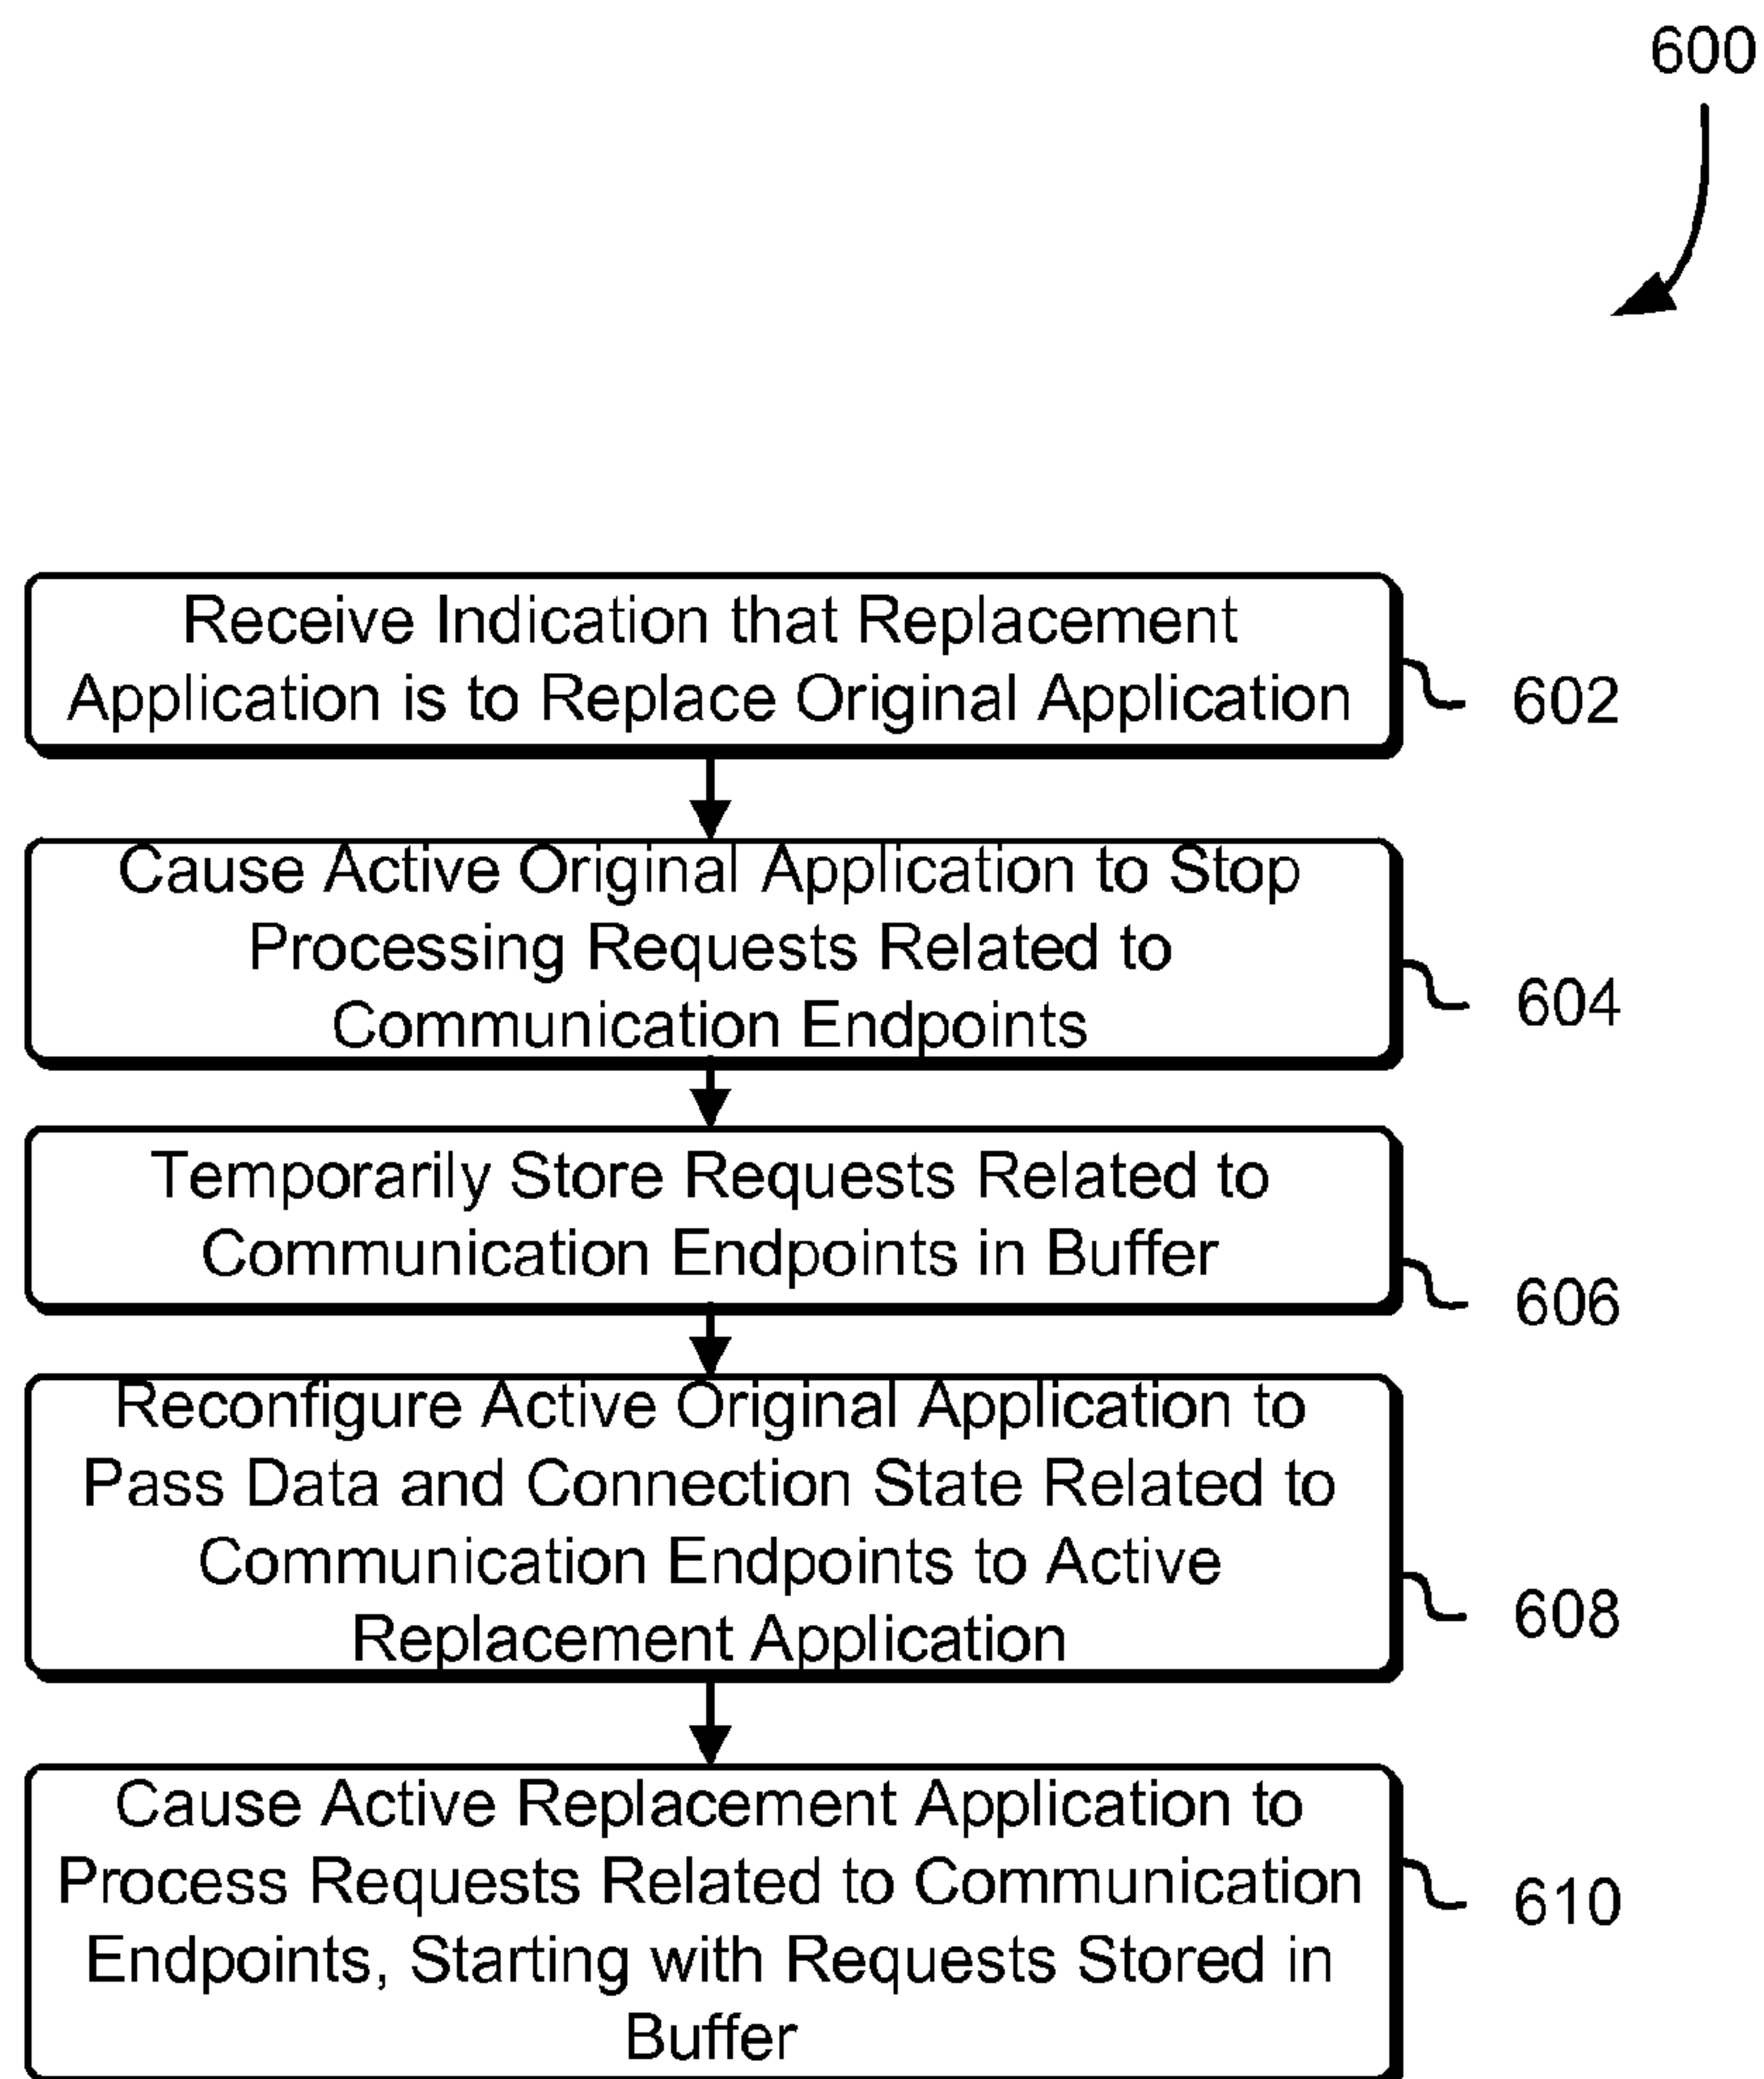 600
Receive Indication that Replacement
Application is to Replace Original Application
602
Cause Active Original Application to Stop
Processing Requests Related to
Communication Endpoints
604
Temporarily Store Requests Related to
Communication Endpoints in Buffer
606
Reconfigure Active Original Application to
Pass Data and Connection State Related to
Communication Endpoints to Active
Replacement Application
608
Cause Active Replacement Application to
Process Requests Related to Communication
Endpoints, Starting with Requests Stored in
Buffer
610